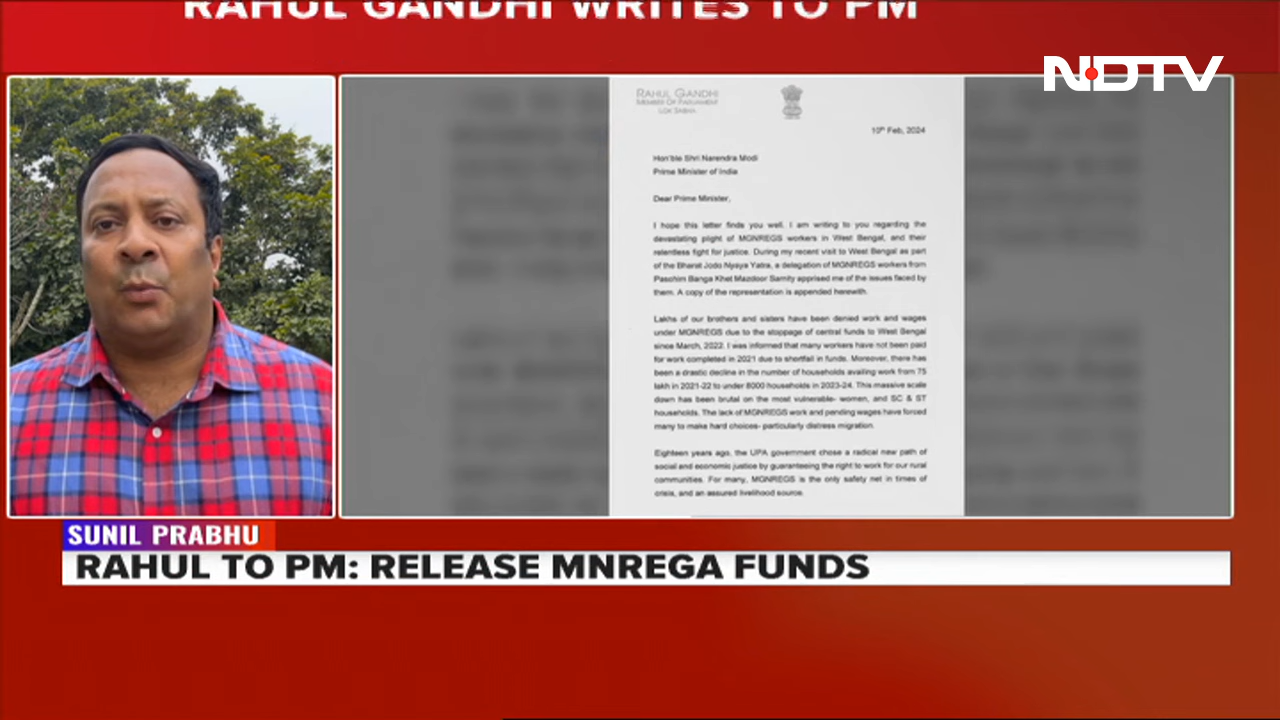 RAHUL GANDHI WRITES TO PM
NDTV
RAHUL GANDHI
MEMBER OF PARLIAMENT
LOK SABHA
10th Feb, 2024
Hon'ble Shri Narendra Modi
Prime Minister of India
Dear Prime Minister,
I hope this letter finds you well. I am writing to you regarding the
devastating plight of MGNREGS workers in West Bengal, and their
relentless fight for justice. During my recent visit to West Bengal as part
of the Bharat Jodo Nyaya Yatra, a delegation of MGNREGS workers from
Paschim Banga Khet Mazdoor Samity apprised me of the issues faced by
them. A copy of the representation is appended herewith.
Lakhs of our brothers and sisters have been denied work and wages
under MGNREGS due to the stoppage of central funds to West Bengal
since March, 2022. I was informed that many workers have not been paid
for work completed in 2021 due to shortfall in funds. Moreover, there has
been a drastic decline in the number of households availing work from 75
lakh in 2021-22 to under 8000 households in 2023-24. This massive scale
down has been brutal on the most vulnerable- women, and SC & ST
households. The lack of MGNREGS work and pending wages have forced
many to make hard choices- particularly distress migration.
Eighteen years ago, the UPA government chose a radical new path of
social and economic justice by guaranteeing the right to work for our rural
communities. For many, MGNREGS is the only safety net in times of
crisis, and an assured livelihood source.
SUNIL PRABHU
RAHUL TO PM: RELEASE MNREGA FUNDS